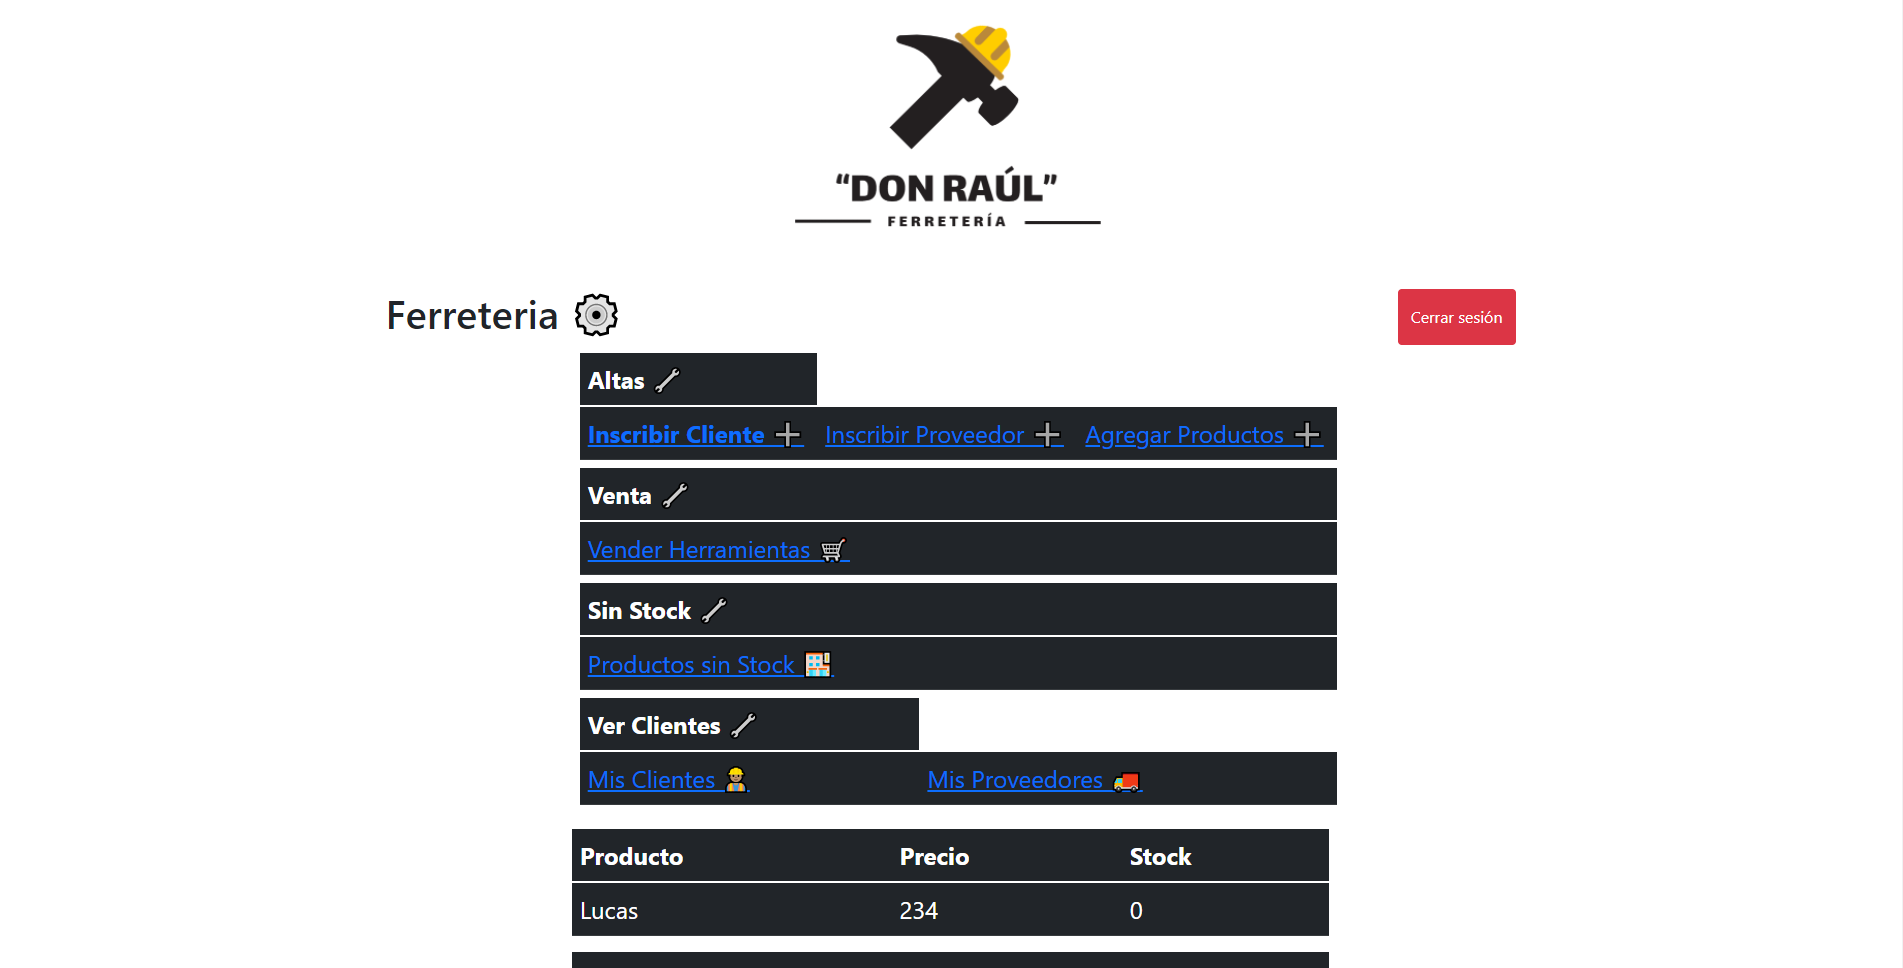 “DON RAÚL”
FERRETERÍA
Ferreteria
Cerrar sesión
Altas
Inscribir Cliente Inscribir Proveedor Agregar Productos
Venta
Vender Herramientas
Sin Stock
Productos sin Stock
Ver Clientes
Mis Clientes Mis Proveedores
Producto Precio Stock
Lucas 234 0